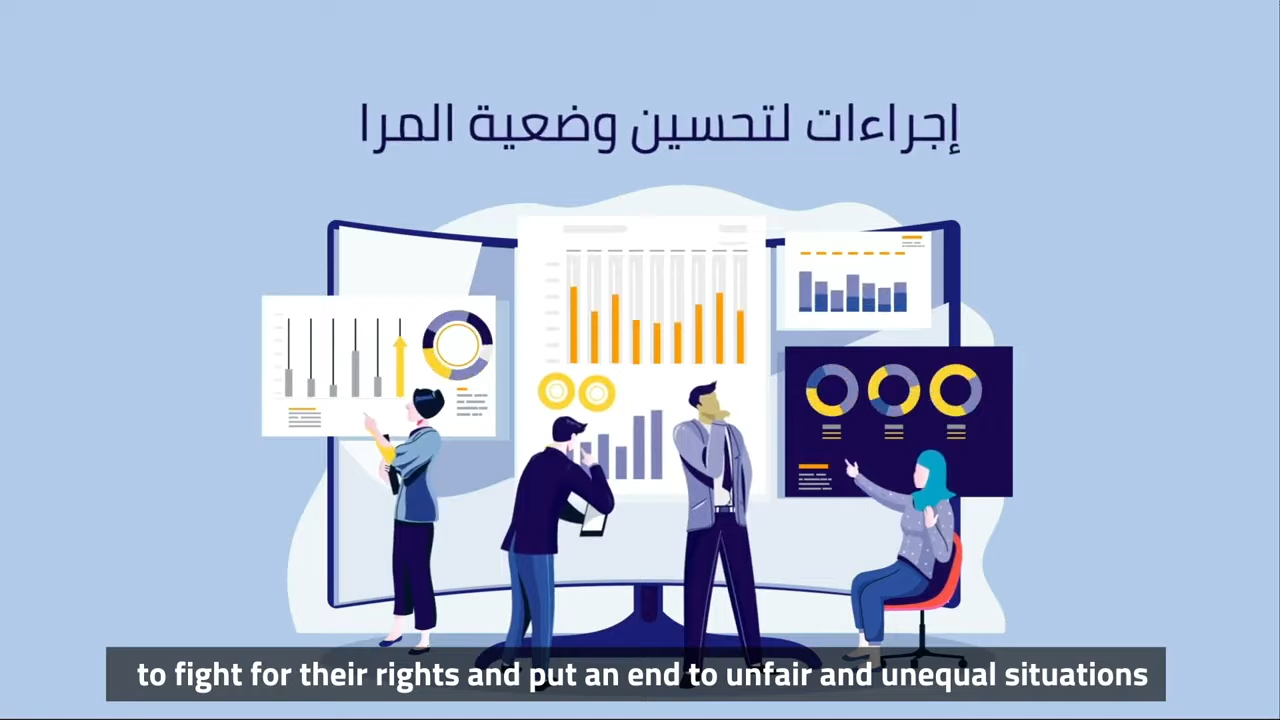 إجراءات لتحسين وضعية المرا
to fight for their rights and put an end to unfair and unequal situations